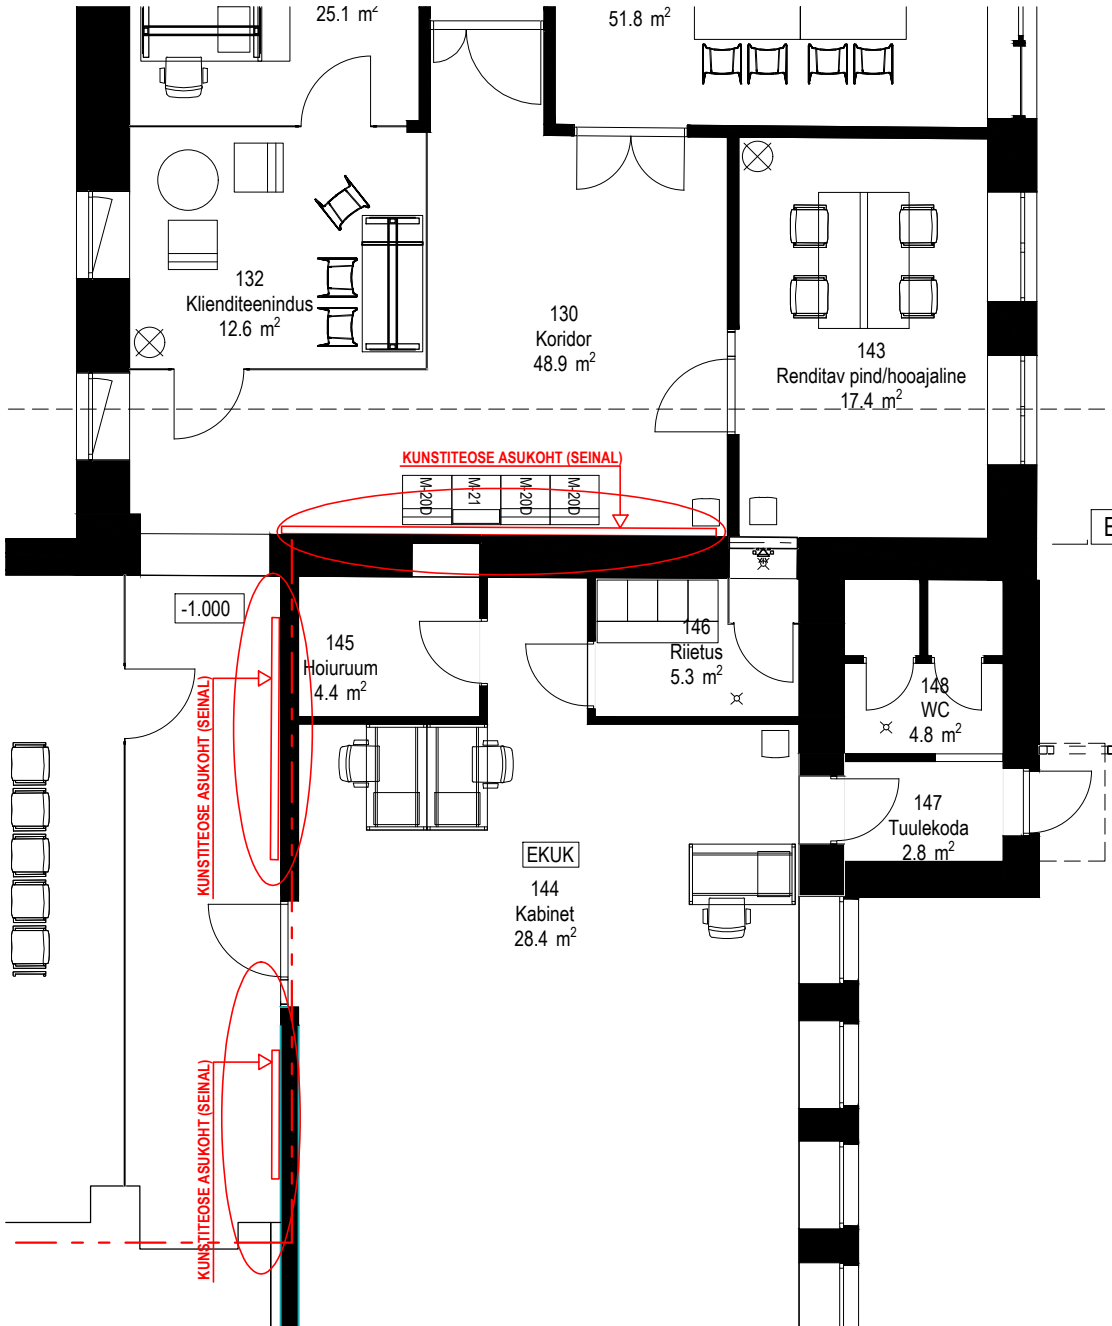 25.1 m²
51.8 m²
132
Klienditeenindus
12.6 m²
130
Koridor
48.9 m²
143
Renditav pind/hooajaline
17.4 m²
KUNSTITEOSE ASUKOHT (SEINAL)
M-20D
M-21
M-20D
M-20D
E
-1.000
145
Hoiuruum
4.4 m²
146
Riietus
5.3 m²
148
WC
4.8 m²
KUNSTITEOSE ASUKOHT (SEINAL)
147
Tuulekoda
2.8 m²
EKUK
144
Kabinet
28.4 m²
KUNSTITEOSE ASUKOHT (SEINAL)